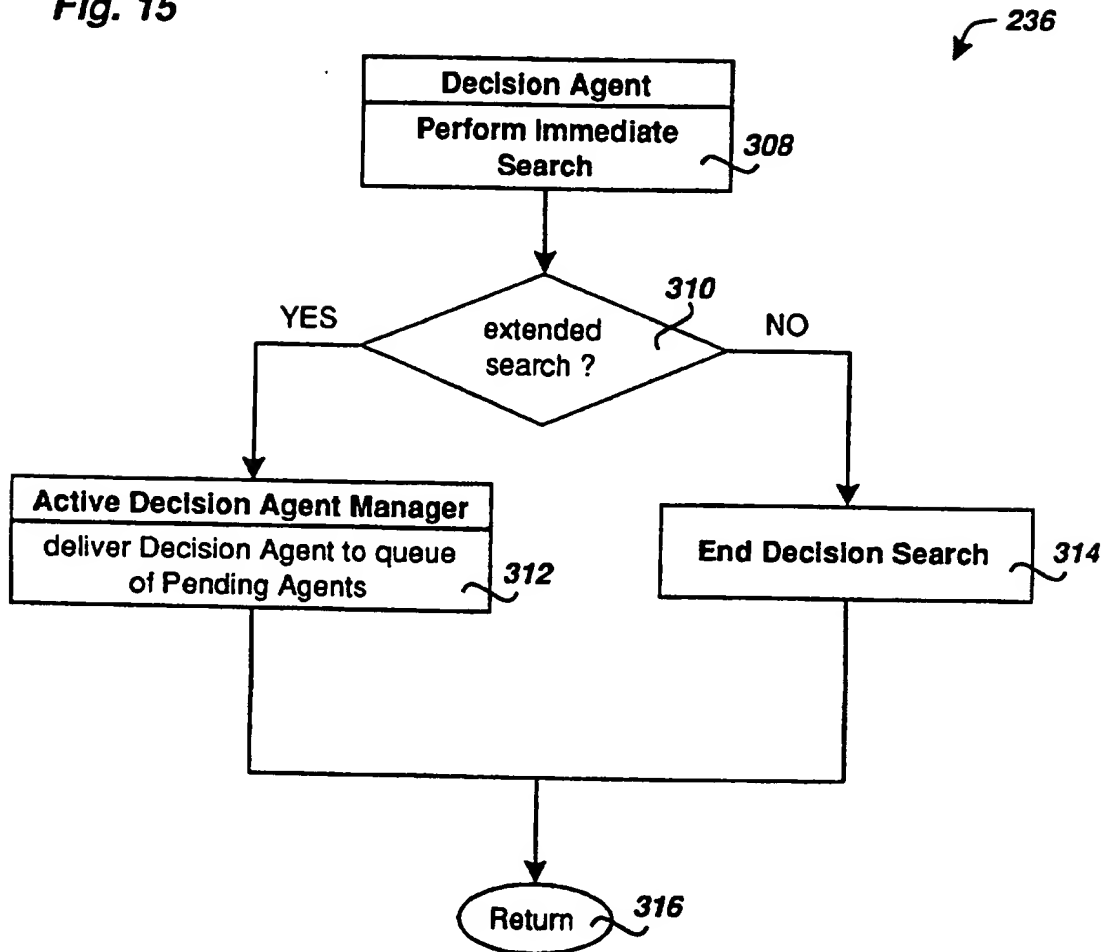 Fig. 15
236
Decision Agent
Perform Immediate
Search
308
310
YES
extended
search ?
NO
Active Decision Agent Manager
deliver Decision Agent to queue
of Pending Agents
312
End Decision Search
314
Return
316